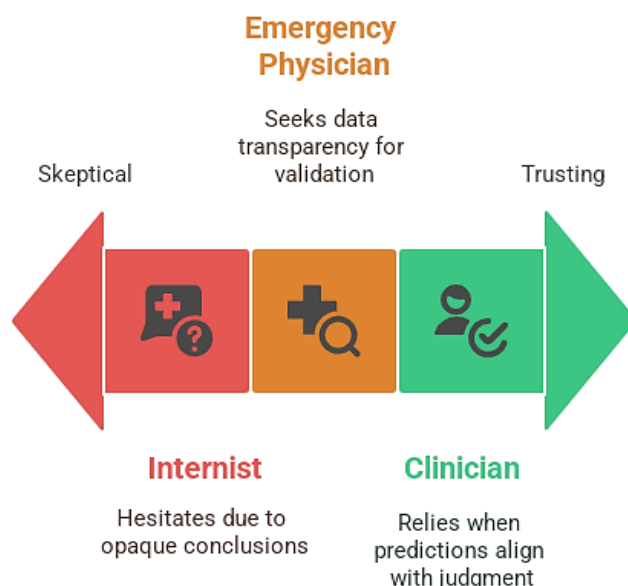 Emergency
Physician
Seeks data
transparency for
validation
Skeptical
Trusting
Internist
Hesitates due to
opaque conclusions
Clinician
Relies when
predictions align
with judgment